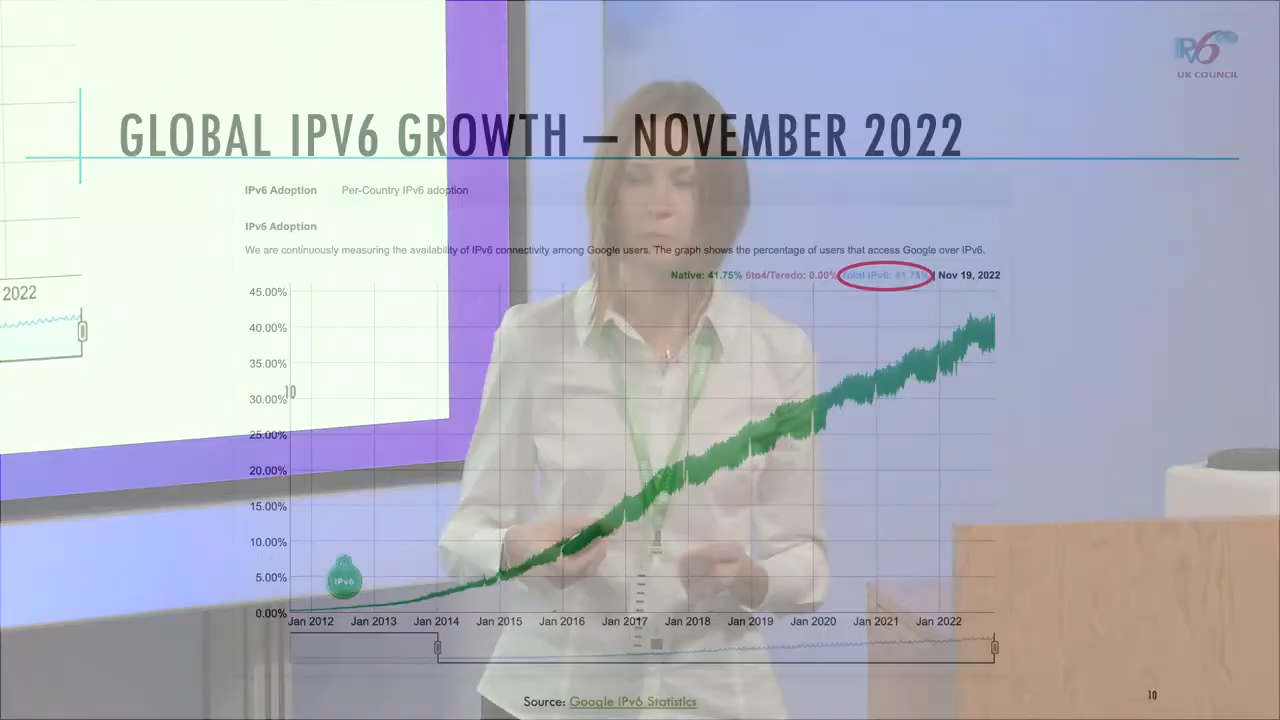 IPv6
UK COUNCIL
GLOBAL IPV6 GROWTH – NOVEMBER 2022
IPv6 Adoption
Per-Country IPv6 adoption
IPv6 Adoption
We are continuously measuring the availability of IPv6 connectivity among Google users. The graph shows the percentage of users that access Google over IPv6.
Native: 41.75% 6to4/Teredo: 0.00% Total IPv6: 41.75% | Nov 19, 2022
45.00%
40.00%
35.00%
30.00%
25.00%
20.00%
15.00%
10.00%
5.00%
0.00%
2022
10
IPv6
Jan 2012 Jan 2013 Jan 2014 Jan 2015 Jan 2016 Jan 2017 Jan 2018 Jan 2019 Jan 2020 Jan 2021 Jan 2022
Source: Google IPv6 Statistics
10